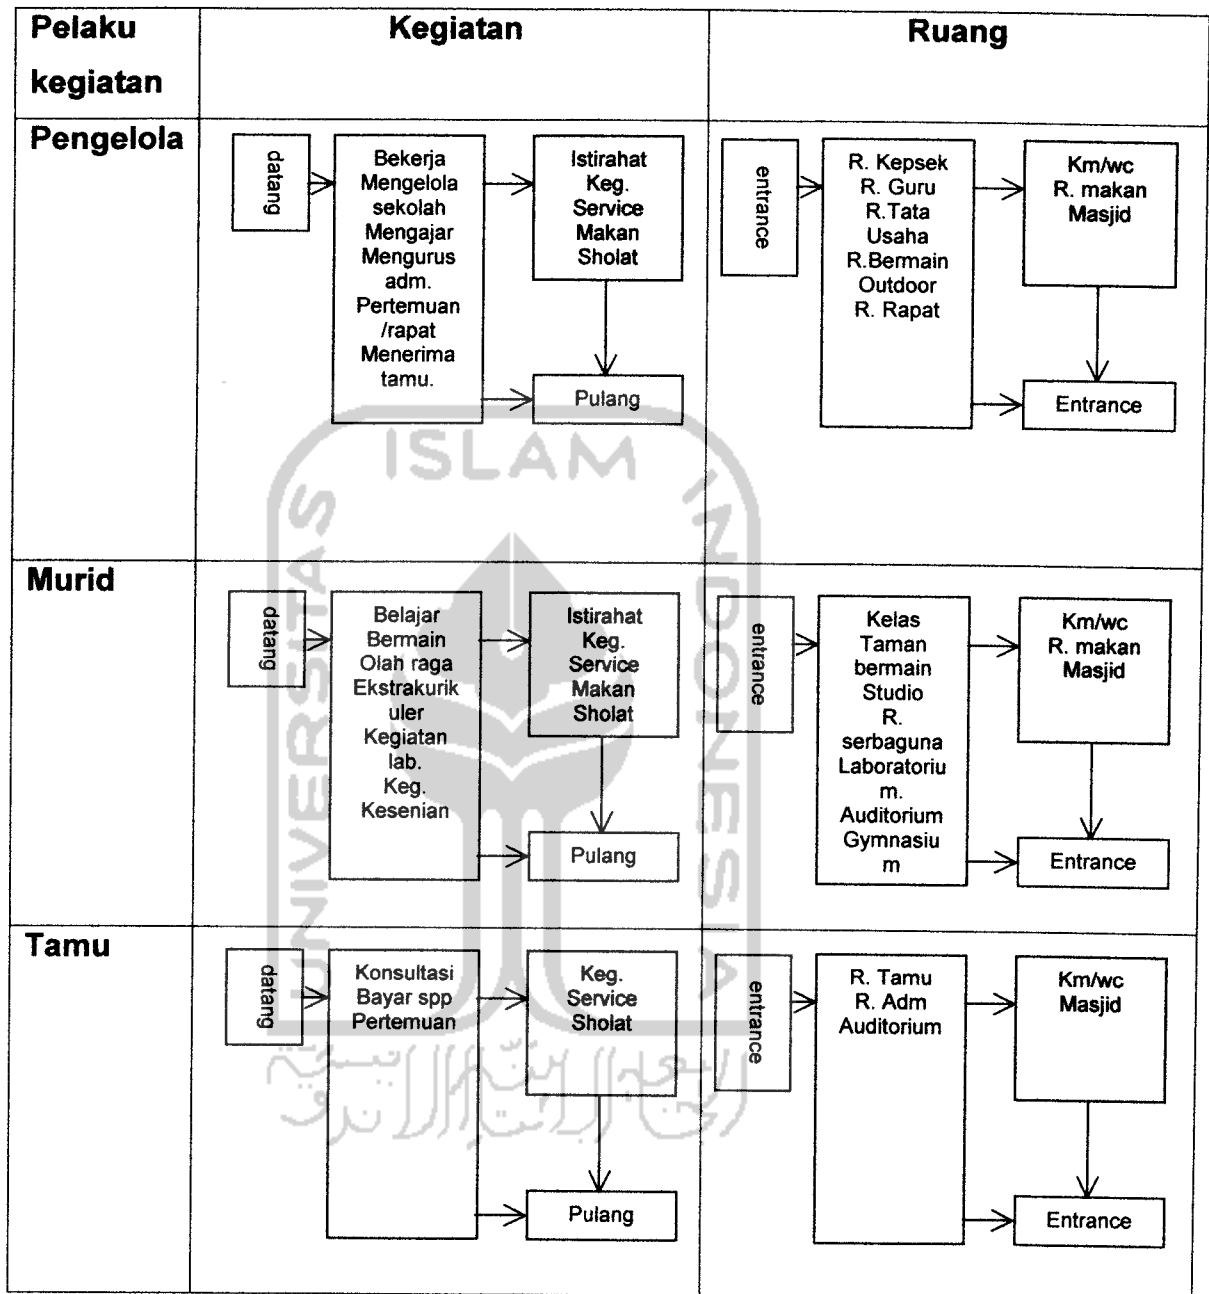 Pelaku
kegiatan
Kegiatan
Ruang
Pengelola
datang
Bekerja
Mengelola
sekolah
Mengajar
Mengurus
adm.
Pertemuan
/rapat
Menerima
tamu.
Istirahat
Keg.
Service
Makan
Sholat
Pulang
entrance
R. Kepsek
R. Guru
R.Tata
Usaha
R.Bermain
Outdoor
R. Rapat
Km/wc
R. makan
Masjid
Entrance
Murid
datang
Belajar
Bermain
Olah raga
Ekstrakurik
uler
Kegiatan
lab.
Keg.
Kesenian
Istirahat
Keg.
Service
Makan
Sholat
Pulang
entrance
Kelas
Taman
bermain
Studio
R.
serbaguna
Laboratoriu
m.
Auditorium
Gymnasiu
m
Km/wc
R. makan
Masjid
Entrance
Tamu
datang
Konsultasi
Bayar spp
Pertemuan
Keg.
Service
Sholat
Pulang
entrance
R. Tamu
R. Adm
Auditorium
Km/wc
Masjid
Entrance
UNIVERSITAS
ISLAM
INDONESIA